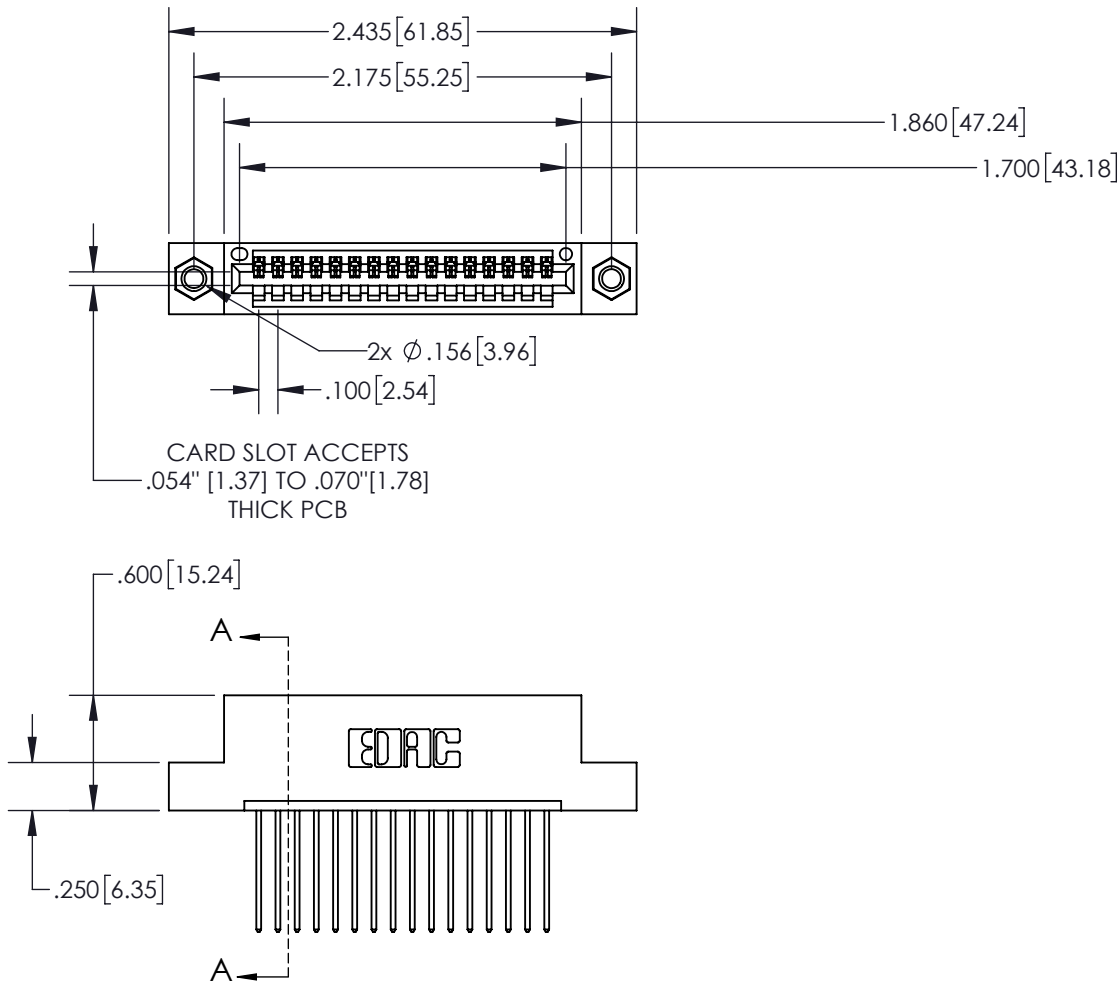 2.435[61.85]
2.175[55.25]
1.860[47.24]
1.700[43.18]
2x Ø.156[3.96]
.100[2.54]
CARD SLOT ACCEPTS
.054" [1.37] TO .070"[1.78]
THICK PCB
.600[15.24]
A
EDAC
.250[6.35]
A